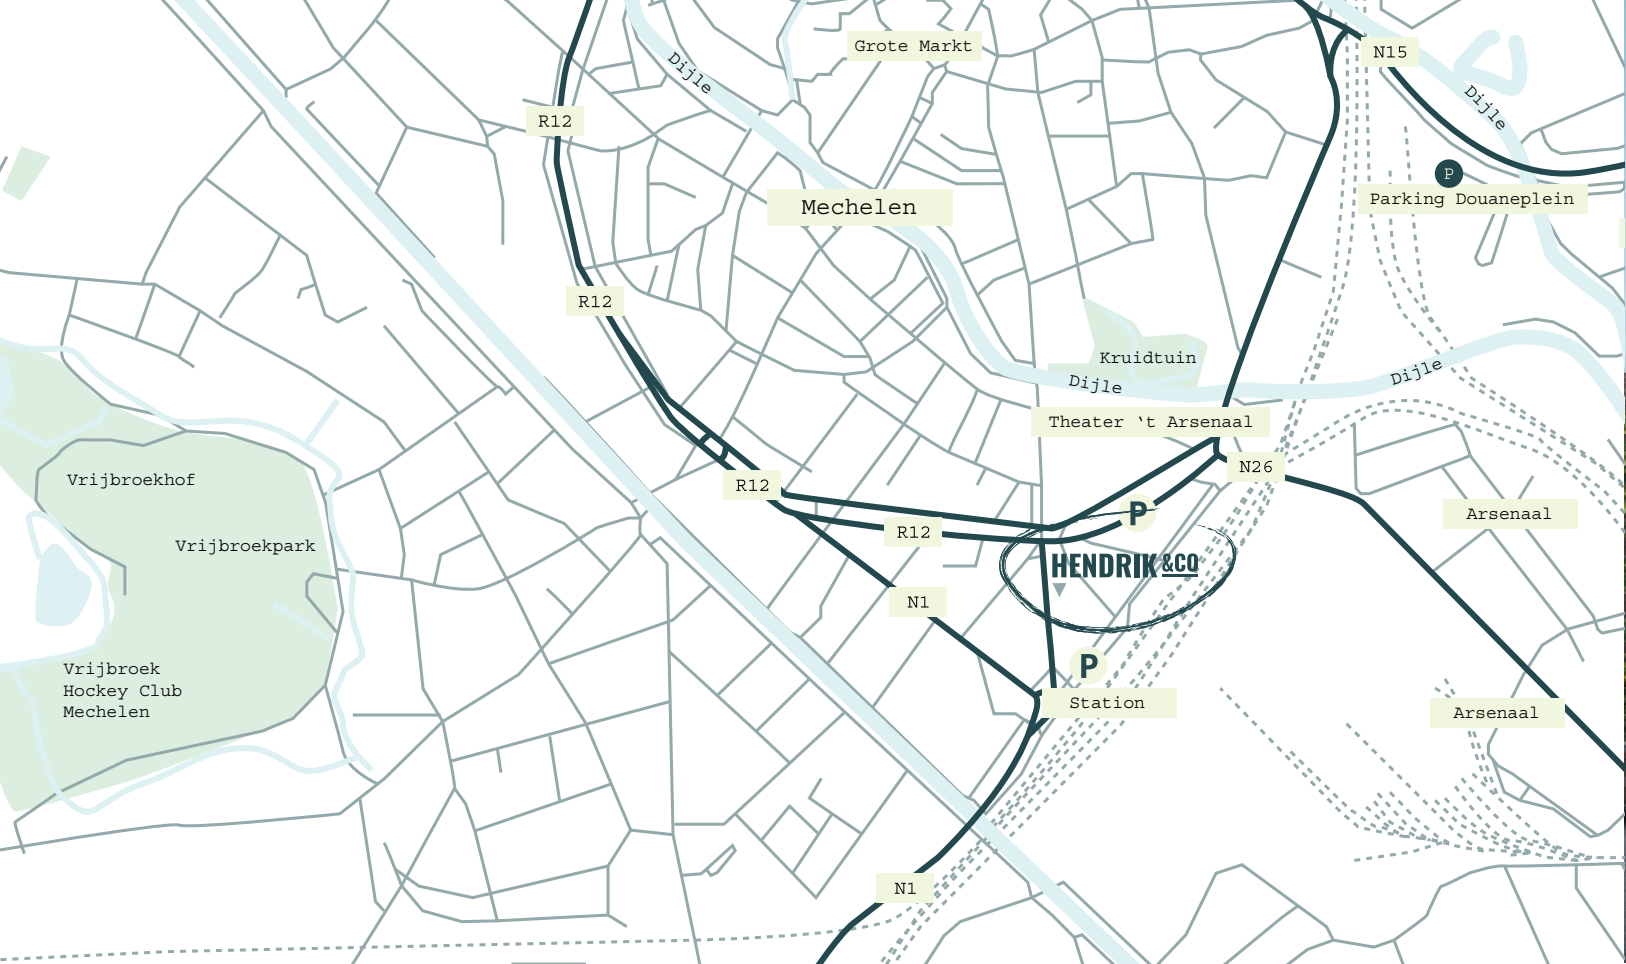 Grote Markt
N15
Dijle
Dijle
R12
P
Parking Douaneplein
Mechelen
R12
Kruidtuin
Dijle
Dijle
Theater ‘t Arsenaal
N26
Vrijbroekhof
R12
P
Arsenaal
R12
Vrijbroekpark
HENDRIK &CO
N1
P
Vrijbroek
Hockey Club
Mechelen
Station
Arsenaal
N1